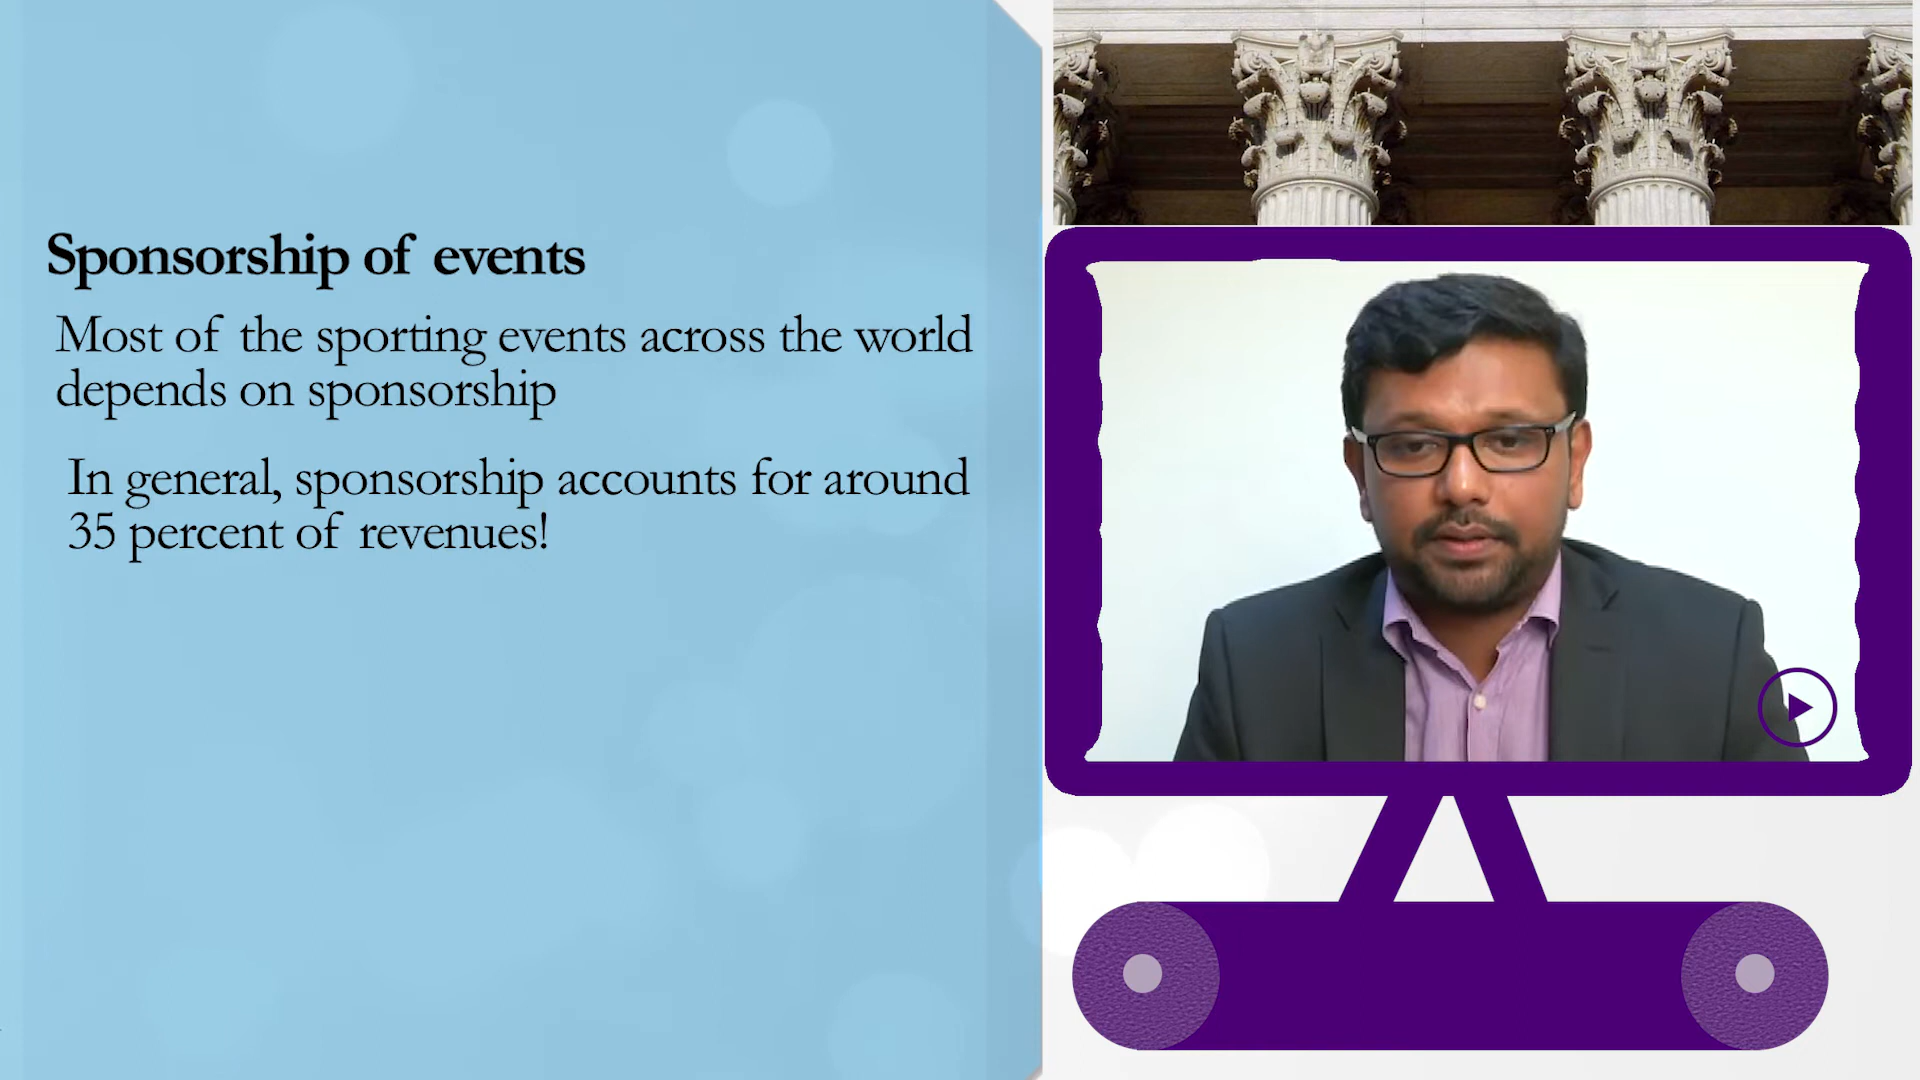 Sponsorship of events
Most of the sporting events across the world
depends on sponsorship
In general, sponsorship accounts for around
35 percent of revenues!